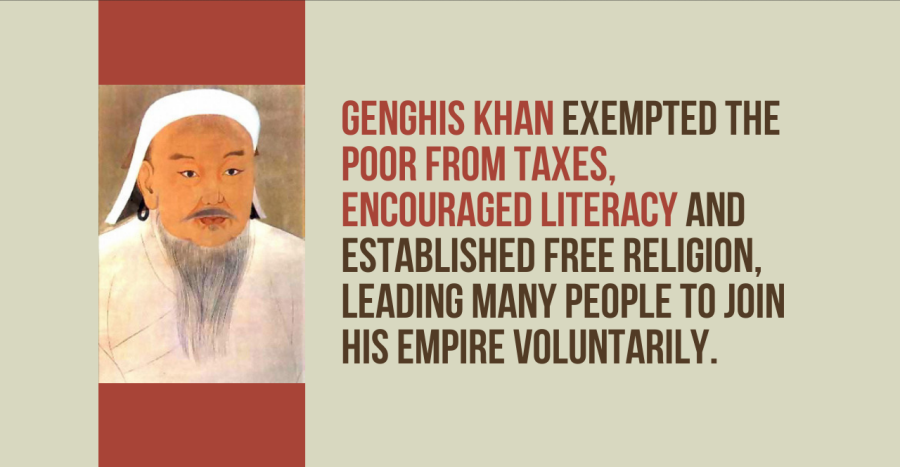 GENGHIS KHAN EXEMPTED THE
POOR FROM TAXES,
ENCOURAGED LITERACY AND
ESTABLISHED FREE RELIGION,
LEADING MANY PEOPLE TO JOIN
HIS EMPIRE VOLUNTARILY.